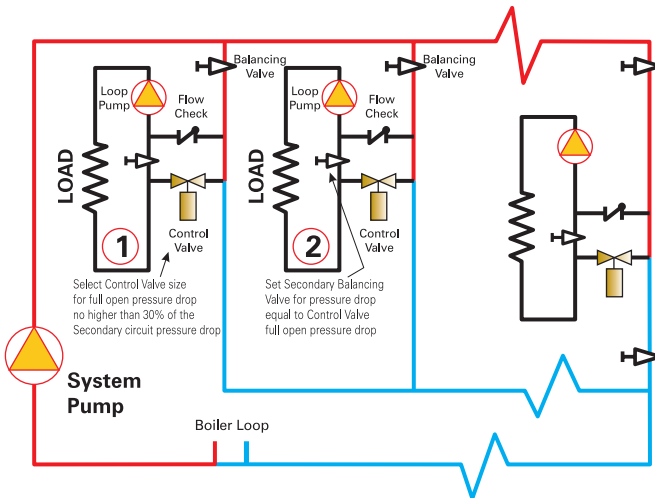 Balancing
Valve
Balancing
Valve
Loop
Pump
Flow
Check
Loop
Pump
Flow
Check
LOAD
LOAD
1
2
Control
Valve
Control
Valve
Select Control Valve size
for full open pressure drop
no higher than 30% of the
Secondary circuit pressure drop
Set Secondary Balancing
Valve for pressure drop
equal to Control Valve
full open pressure drop
System
Pump
Boiler Loop